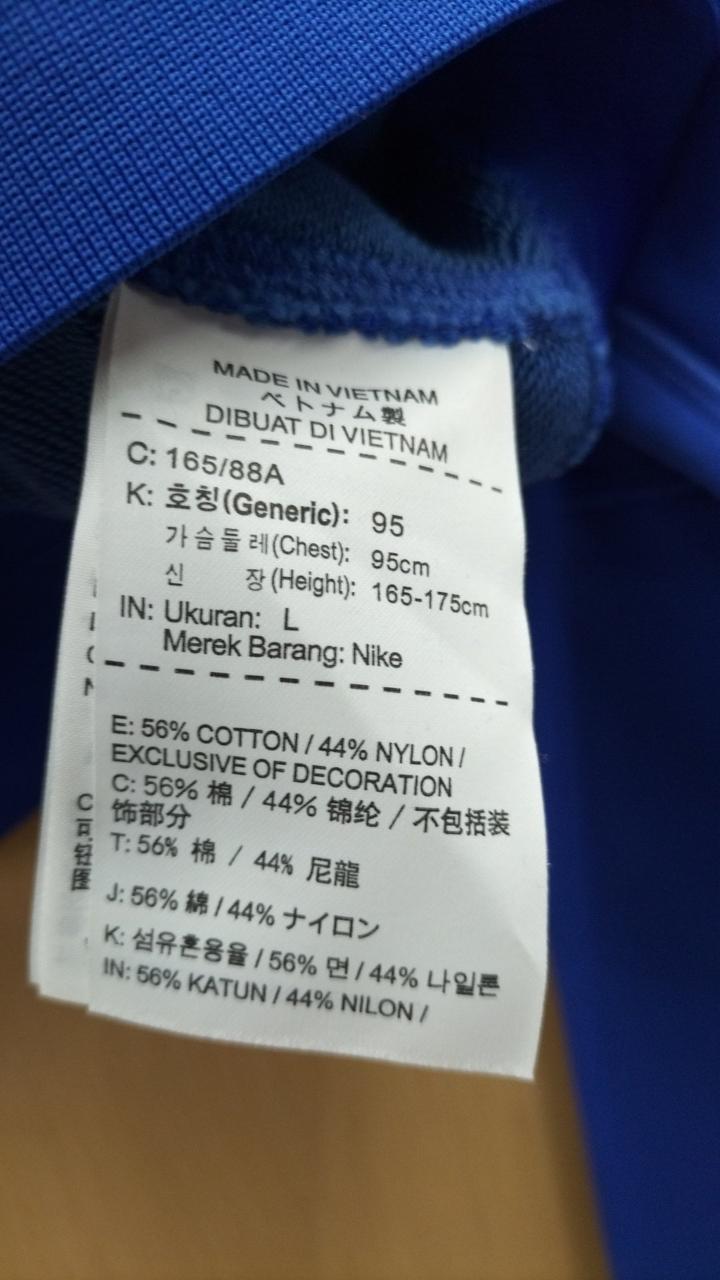 MADE IN VIETNAM
ベトナム製
DIBUAT DI VIETNAM
C: 165/88A
K: 호칭(Generic): 95
가슴둘레(Chest): 95cm
신 장(Height): 165-175cm
IN: Ukuran: L
Merek Barang: Nike
E: 56% COTTON / 44% NYLON /
EXCLUSIVE OF DECORATION
C: 56% 棉 / 44% 锦纶 / 不包括装
饰部分
T: 56% 棉 / 44% 尼龍
J: 56% 綿 / 44% ナイロン
K: 섬유혼용율 / 56% 면 / 44% 나일론
IN: 56% KATUN / 44% NILON /